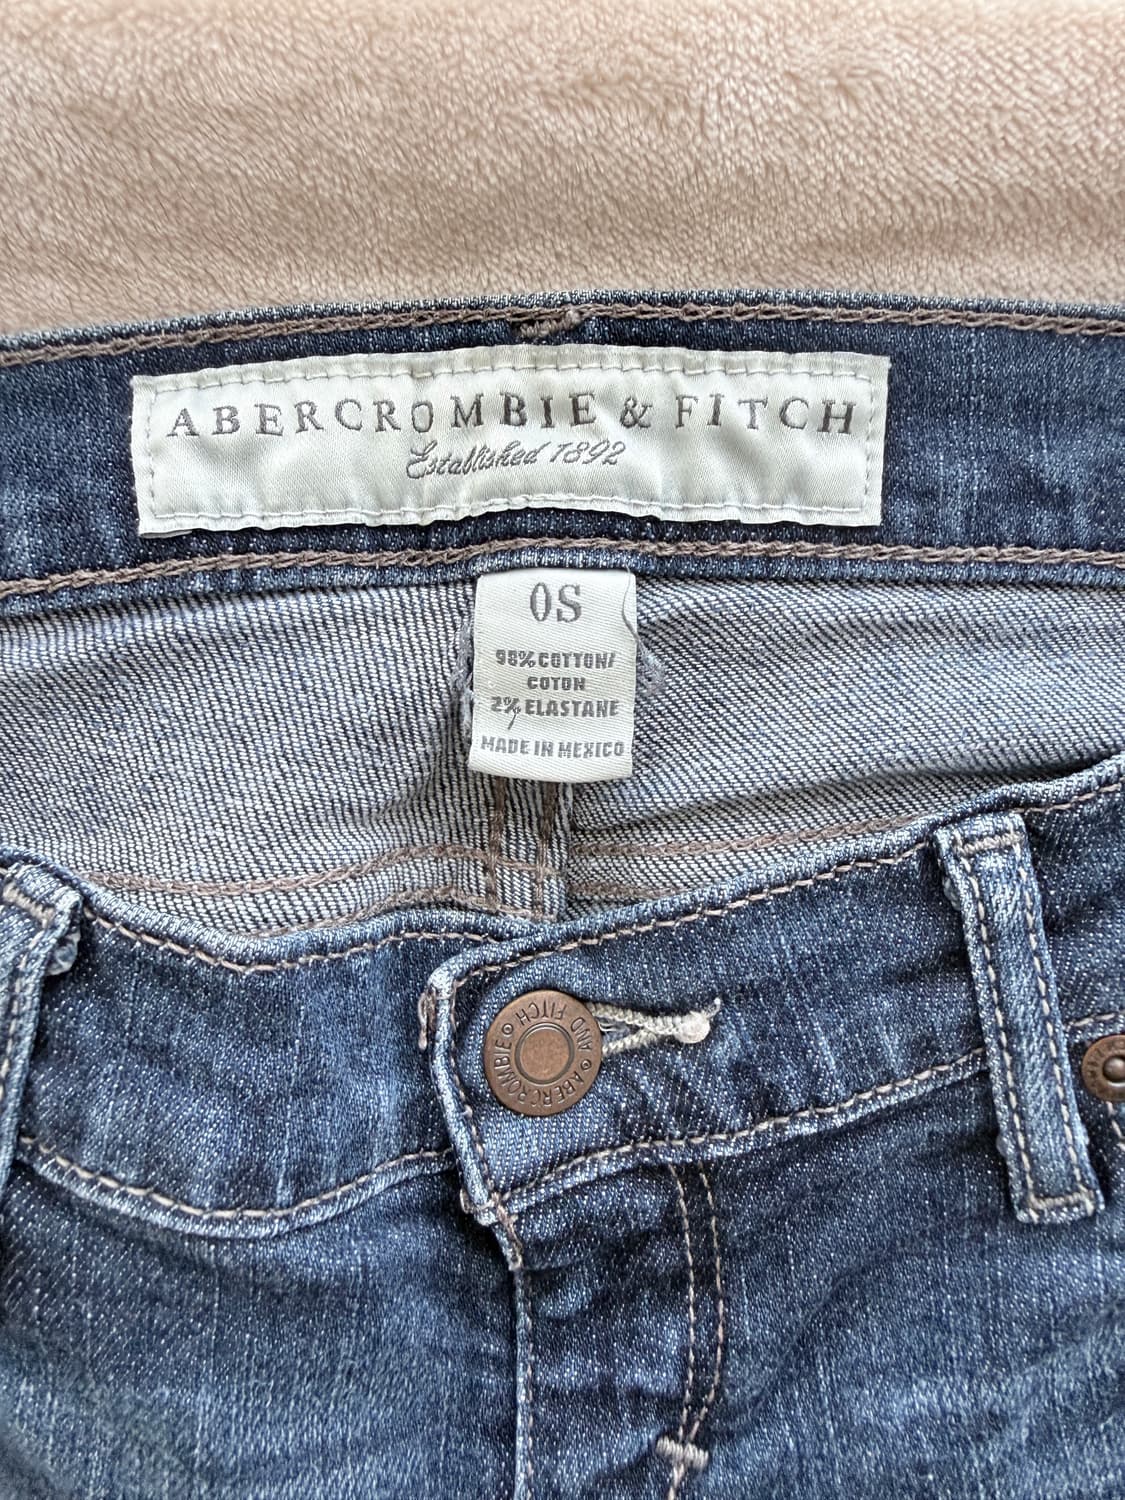 ABERCROMBIE & FITCH
Established 1892
0S
98% COTTON/
COTON
2% ELASTANE
MADE IN MEXICO
ABERCROMBIE AND FITCH